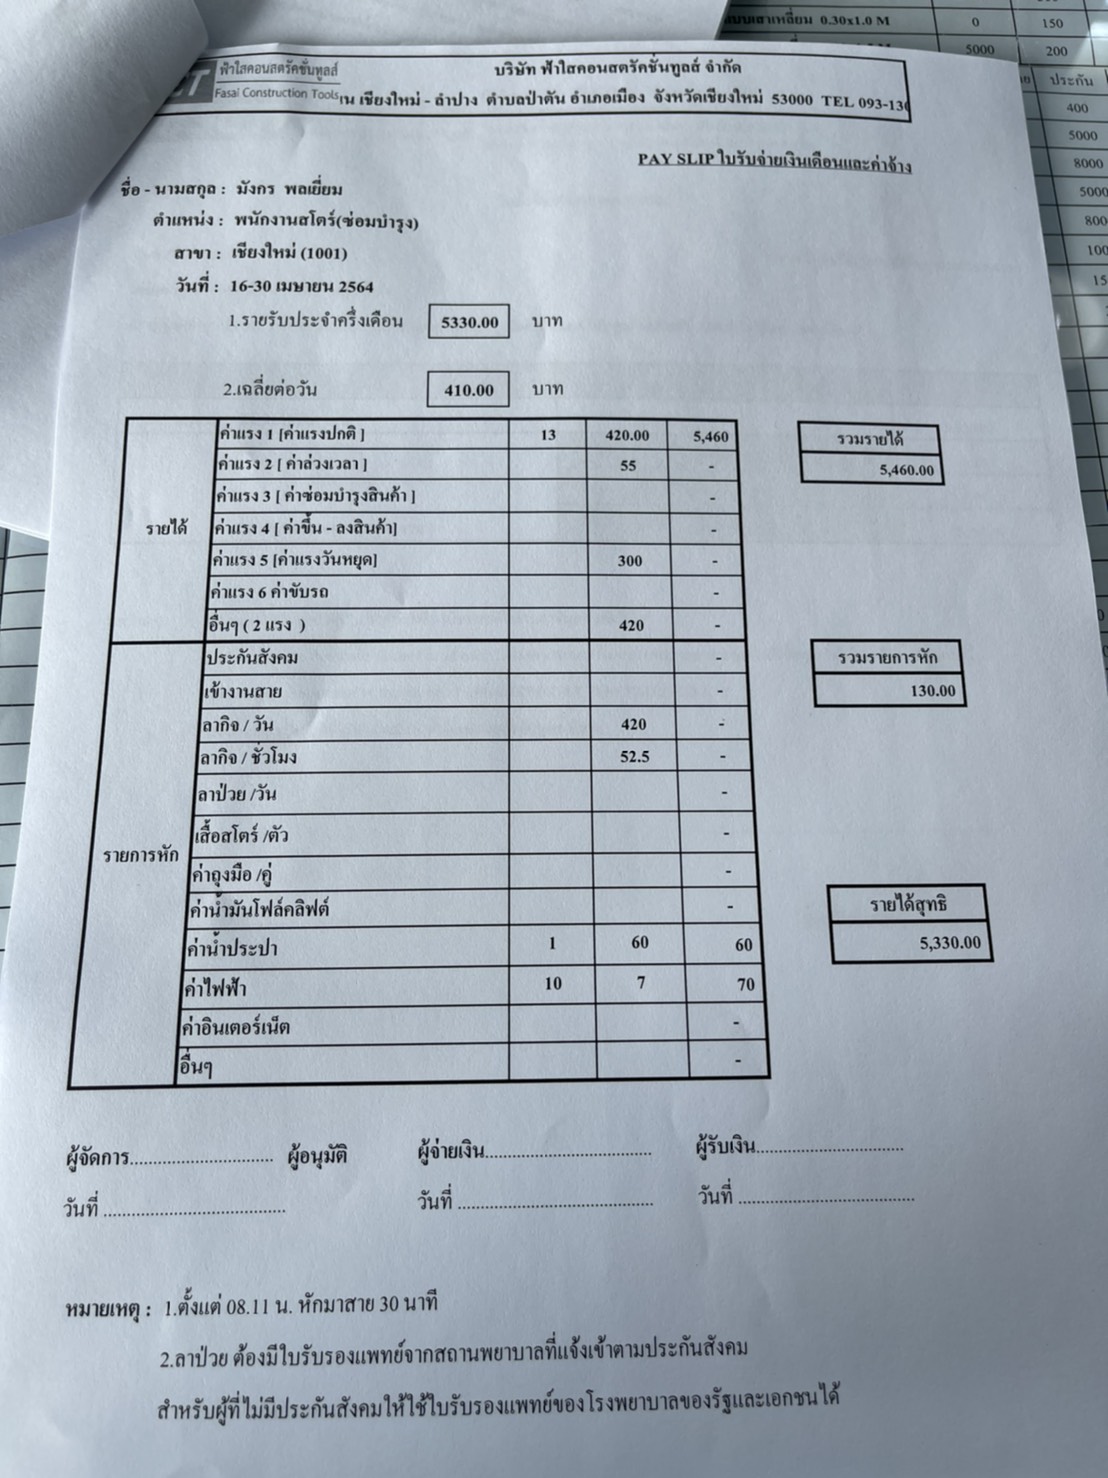 แบบเสาเหลี่ยม 0.30x1.0 M 0 150
5000 200
ประกัน
400
5000
8000
5000
800
100
15
ฟ้าใสคอนสตรัคชั่นทูลส์
Fasai Construction Tools
บริษัท ฟ้าใสคอนสตรัคชั่นทูลส์ จำกัด
เชียงใหม่ - ลำปาง ตำบลป่าตัน อำเภอเมือง จังหวัดเชียงใหม่ 53000 TEL 093-130
PAY SLIP ใบรับจ่ายเงินเดือนและค่าจ้าง
ชื่อ - นามสกุล : มังกร พลเยี่ยม
ตำแหน่ง : พนักงานสโตร์(ซ่อมบำรุง)
สาขา : เชียงใหม่ (1001)
วันที่ : 16-30 เมษายน 2564
1.รายรับประจำครึ่งเดือน 5330.00 บาท
2.เฉลี่ยต่อวัน 410.00 บาท
รายได้
ค่าแรง 1 [ค่าแรงปกติ ] 13 420.00 5,460
ค่าแรง 2 [ ค่าล่วงเวลา ] 55 -
ค่าแรง 3 [ ค่าซ่อมบำรุงสินค้า ] -
ค่าแรง 4 [ ค่าขึ้น - ลงสินค้า] -
ค่าแรง 5 [ค่าแรงวันหยุด] 300 -
ค่าแรง 6 ค่าขับรถ -
อื่นๆ ( 2 แรง ) 420 -
รวมรายได้
5,460.00
รายการหัก
ประกันสังคม -
เข้างานสาย -
ลากิจ / วัน 420 -
ลากิจ / ชั่วโมง 52.5 -
ลาป่วย /วัน -
เสื้อสโตร์ /ตัว -
ค่าถุงมือ /คู่ -
ค่าน้ำมันโฟล์คลิฟต์ -
ค่าน้ำประปา 1 60 60
ค่าไฟฟ้า 10 7 70
ค่าอินเตอร์เน็ต -
อื่นๆ -
รวมรายการหัก
130.00
รายได้สุทธิ
5,330.00
ผู้จัดการ............................. ผู้อนุมัติ ผู้จ่ายเงิน.................................. ผู้รับเงิน..............................
วันที่ ..................................... วันที่ ........................................ วันที่ ....................................
หมายเหตุ : 1.ตั้งแต่ 08.11 น. หักมาสาย 30 นาที
2.ลาป่วย ต้องมีใบรับรองแพทย์จากสถานพยาบาลที่แจ้งเข้าตามประกันสังคม
สำหรับผู้ที่ไม่มีประกันสังคมให้ใช้ใบรับรองแพทย์ของโรงพยาบาลของรัฐและเอกชนได้